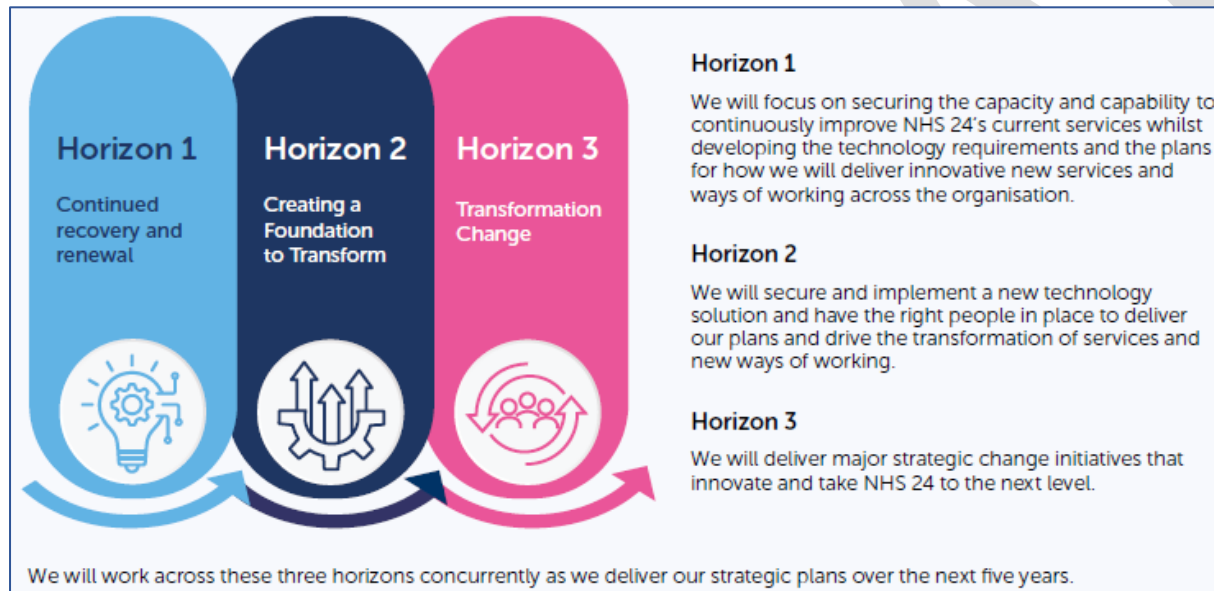 Horizon 1
Continued
recovery and
renewal
Horizon 2
Creating a
Foundation
to Transform
Horizon 3
Transformation
Change
Horizon 1
We will focus on securing the capacity and capability to
continuously improve NHS 24's current services whilst
developing the technology requirements and the plans
for how we will deliver innovative new services and
ways of working across the organisation.
Horizon 2
We will secure and implement a new technology
solution and have the right people in place to deliver
our plans and drive the transformation of services and
new ways of working.
Horizon 3
We will deliver major strategic change initiatives that
innovate and take NHS 24 to the next level.
We will work across these three horizons concurrently as we deliver our strategic plans over the next five years.